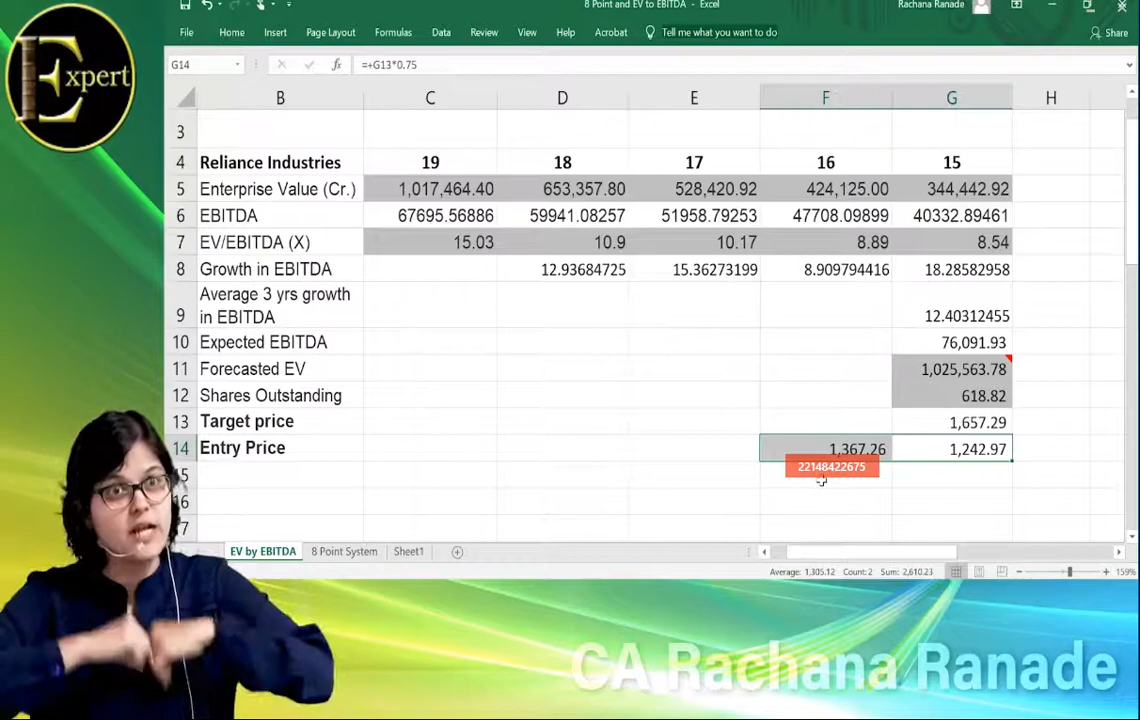 8 Point and EV to EBITDA - Excel
Rachana Ranade
Expert
File Home Insert Page Layout Formulas Data Review View Help Acrobat Tell me what you want to do Share
G14 fx =+G13*0.75
B C D E F G H
3
4 Reliance Industries 19 18 17 16 15
5 Enterprise Value (Cr.) 1,017,464.40 653,357.80 528,420.92 424,125.00 344,442.92
6 EBITDA 67695.56886 59941.08257 51958.79253 47708.09899 40332.89461
7 EV/EBITDA (X) 15.03 10.9 10.17 8.89 8.54
8 Growth in EBITDA 12.93684725 15.36273199 8.909794416 18.28582958
Average 3 yrs growth
9 in EBITDA 12.40312455
10 Expected EBITDA 76,091.93
11 Forecasted EV 1,025,563.78
12 Shares Outstanding 618.82
13 Target price 1,657.29
14 Entry Price 1,367.26 1,242.97
22148422675
15
16
17
EV by EBITDA 8 Point System Sheet1
Average: 1,305.12 Count: 2 Sum: 2,610.23 159%
CA Rachana Ranade